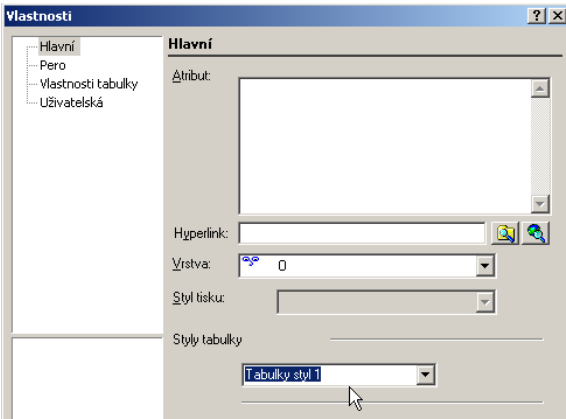 Vlastnosti
Hlavní
Pero
Vlastnosti tabulky
Uživatelská
Hlavní
Atribut:
Hyperlink:
Vrstva:
0
Styl tisku:
Styly tabulky
Tabulky styl 1